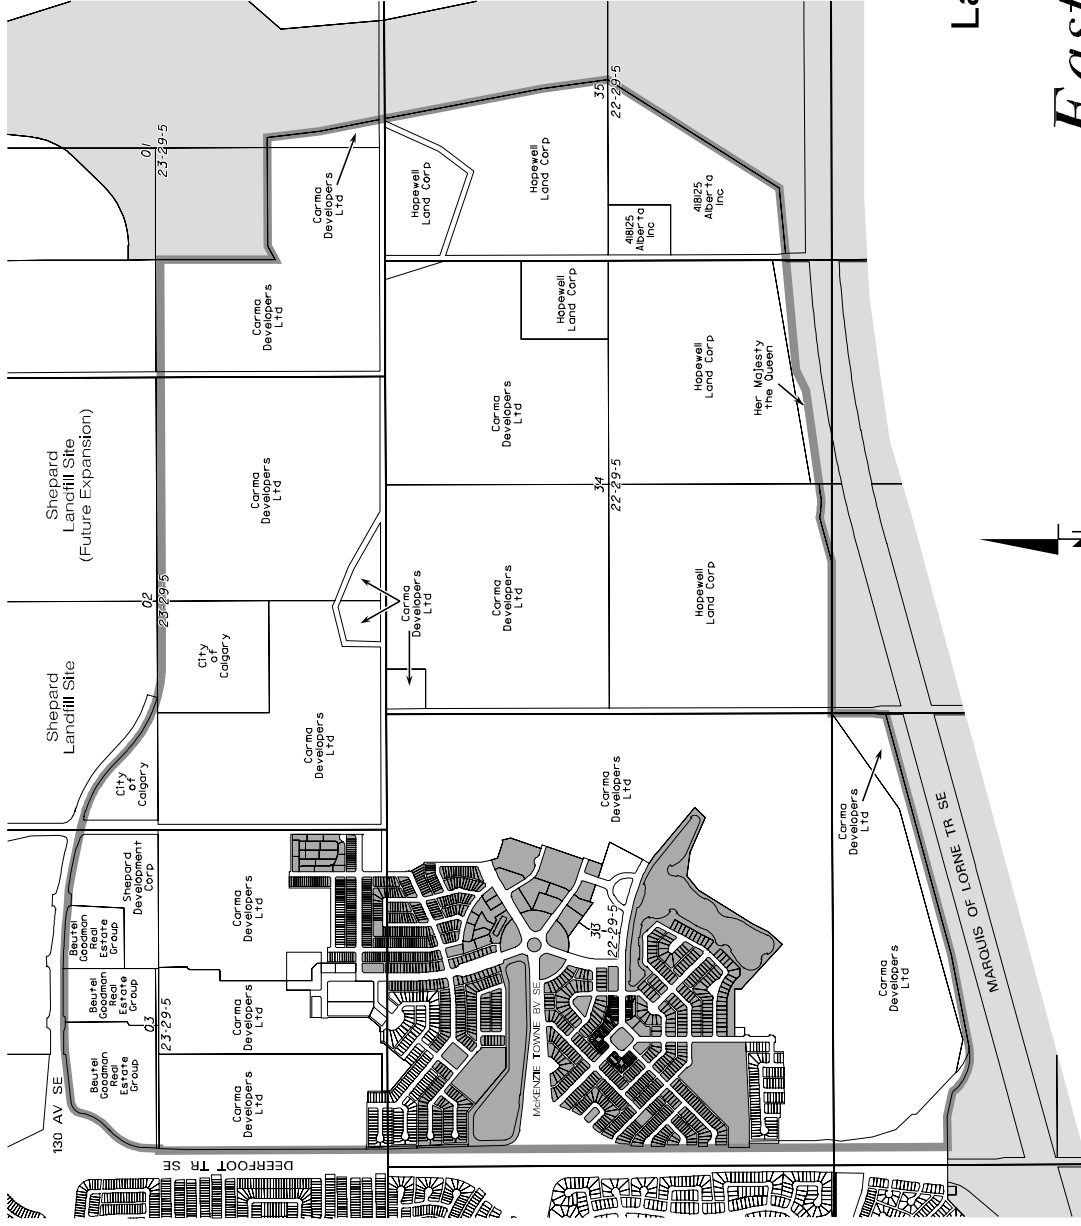 La
East
01
23-29-5
35
22-29-5
Carma
Developers
Ltd
Hopewell
Land Corp
Hopewell
Land Corp
418125
Alberta
Inc
418125
Alberta
Inc
Carma
Developers
Ltd
Hopewell
Land Corp
Carma
Developers
Ltd
Hopewell
Land Corp
Her Majesty
the Queen
Shepard
Landfill Site
(Future Expansion)
Carma
Developers
Ltd
34
22-29-5
02
23-29-5
Carma
Developers
Ltd
Carma
Developers
Ltd
Hopewell
Land Corp
City
of
Calgary
Shepard
Landfill Site
Carma
Developers
Ltd
City
of
Calgary
Carma
Developers
Ltd
Carma
Developers
Ltd
Shepard
Development
Corp
Carma
Developers
Ltd
Beutel
Goodman
Real
Estate
Group
33
22-29-5
MARQUIS OF LORNE TR SE
Beutel
Goodman
Real
Estate
Group
03
23-29-5
Carma
Developers
Ltd
McKENZIE TOWNE BV SE
Carma
Developers
Ltd
Beutel
Goodman
Real
Estate
Group
Carma
Developers
Ltd
130 AV SE
DEERFOOT TR SE
N